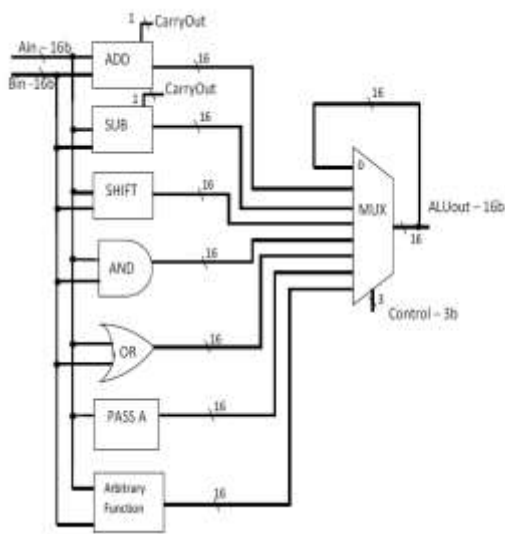 1 CarryOut
Ain - 16b
Bin -16b
ADD
16
1 CarryOut
SUB
16
16
0
SHIFT
16
MUX
ALUout – 16b
16
AND
16
3
Control – 3b
OR
16
PASS A
16
Arbitrary
Function
16